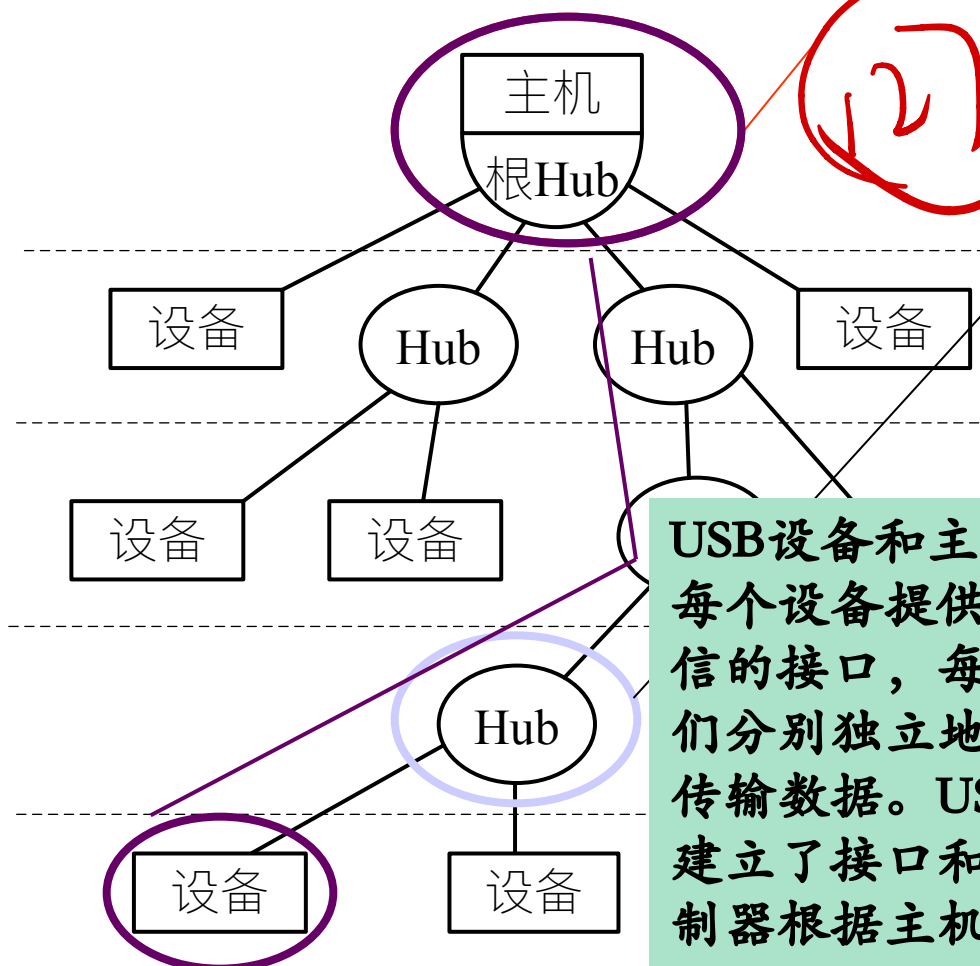 主机
根Hub
设备
Hub
Hub
设备
设备
设备
Hub
设备
设备
USB设备和主
每个设备提供
信的接口，每
们分别独立地
传输数据。US
建立了接口和
制器根据主机